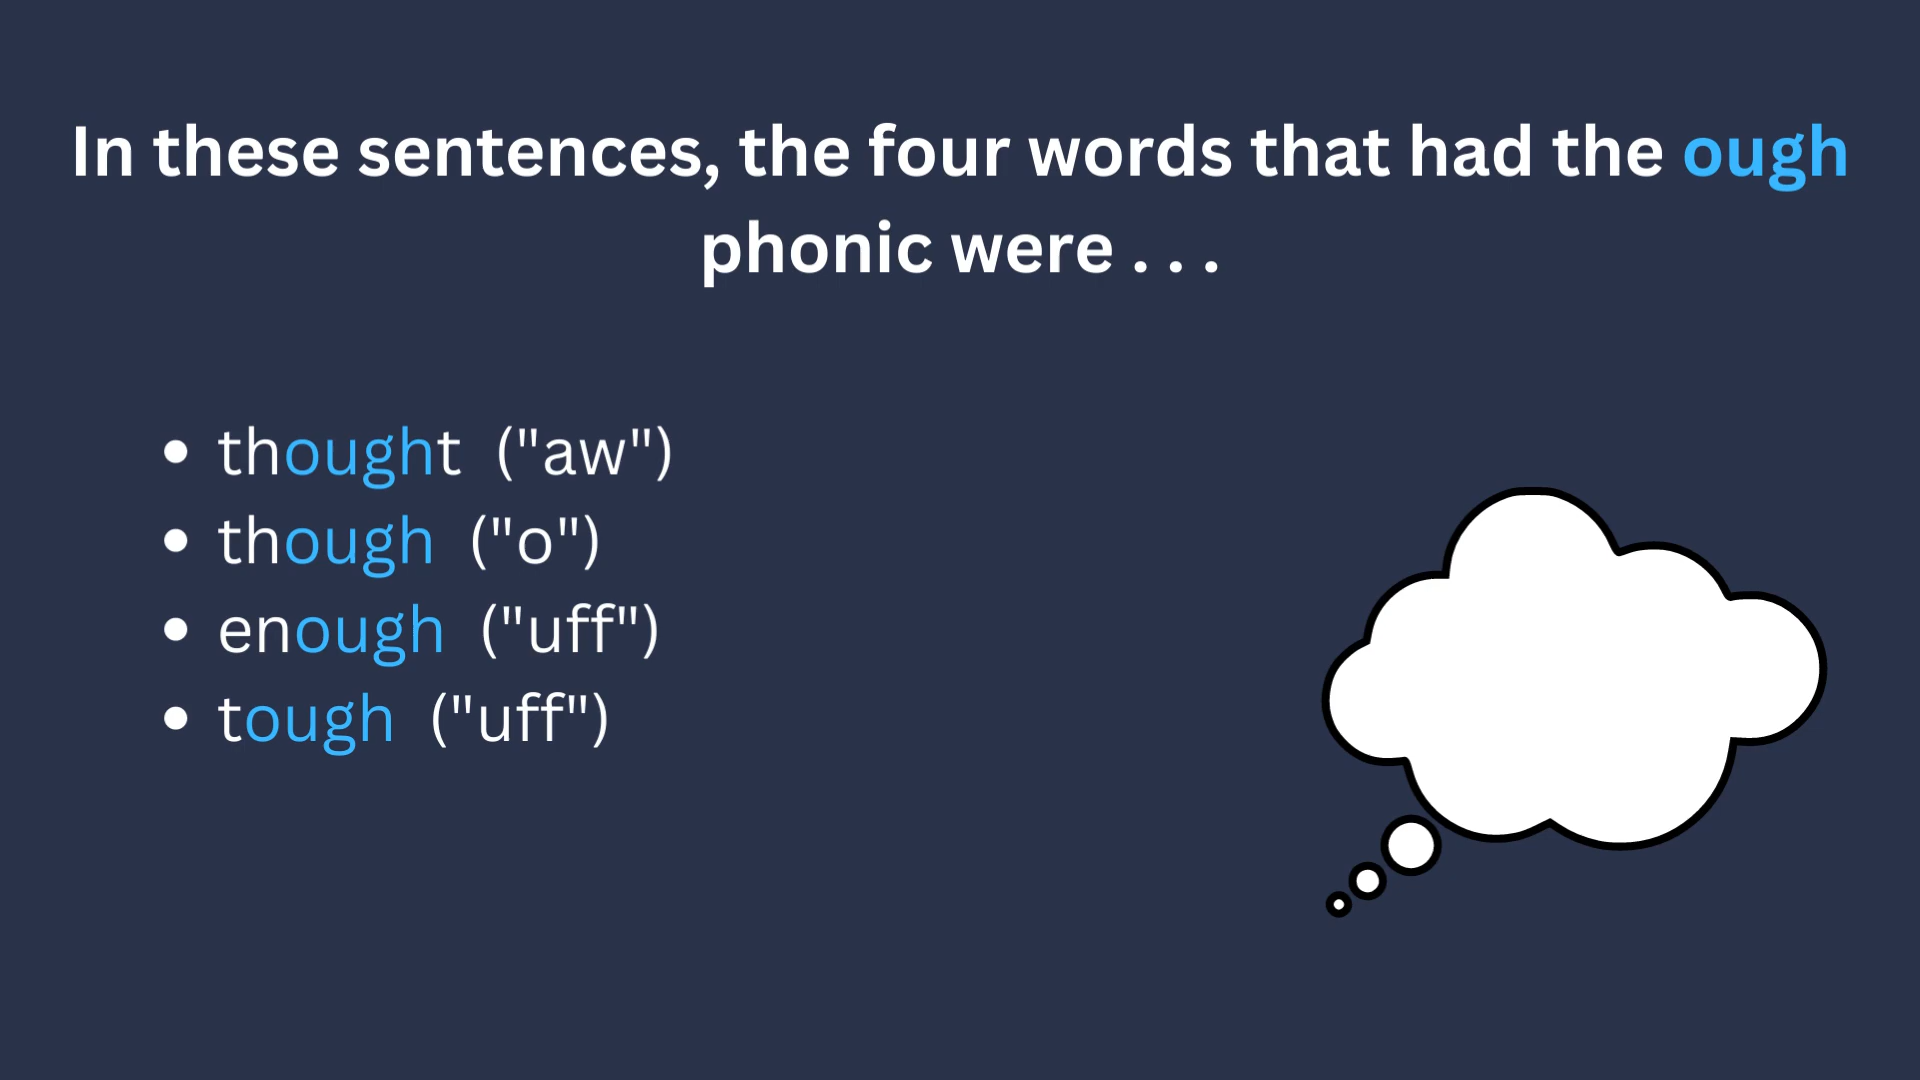 In these sentences, the four words that had the ough
phonic were . . .
• thought ("aw")
• though ("o")
• enough ("uff")
• tough ("uff")